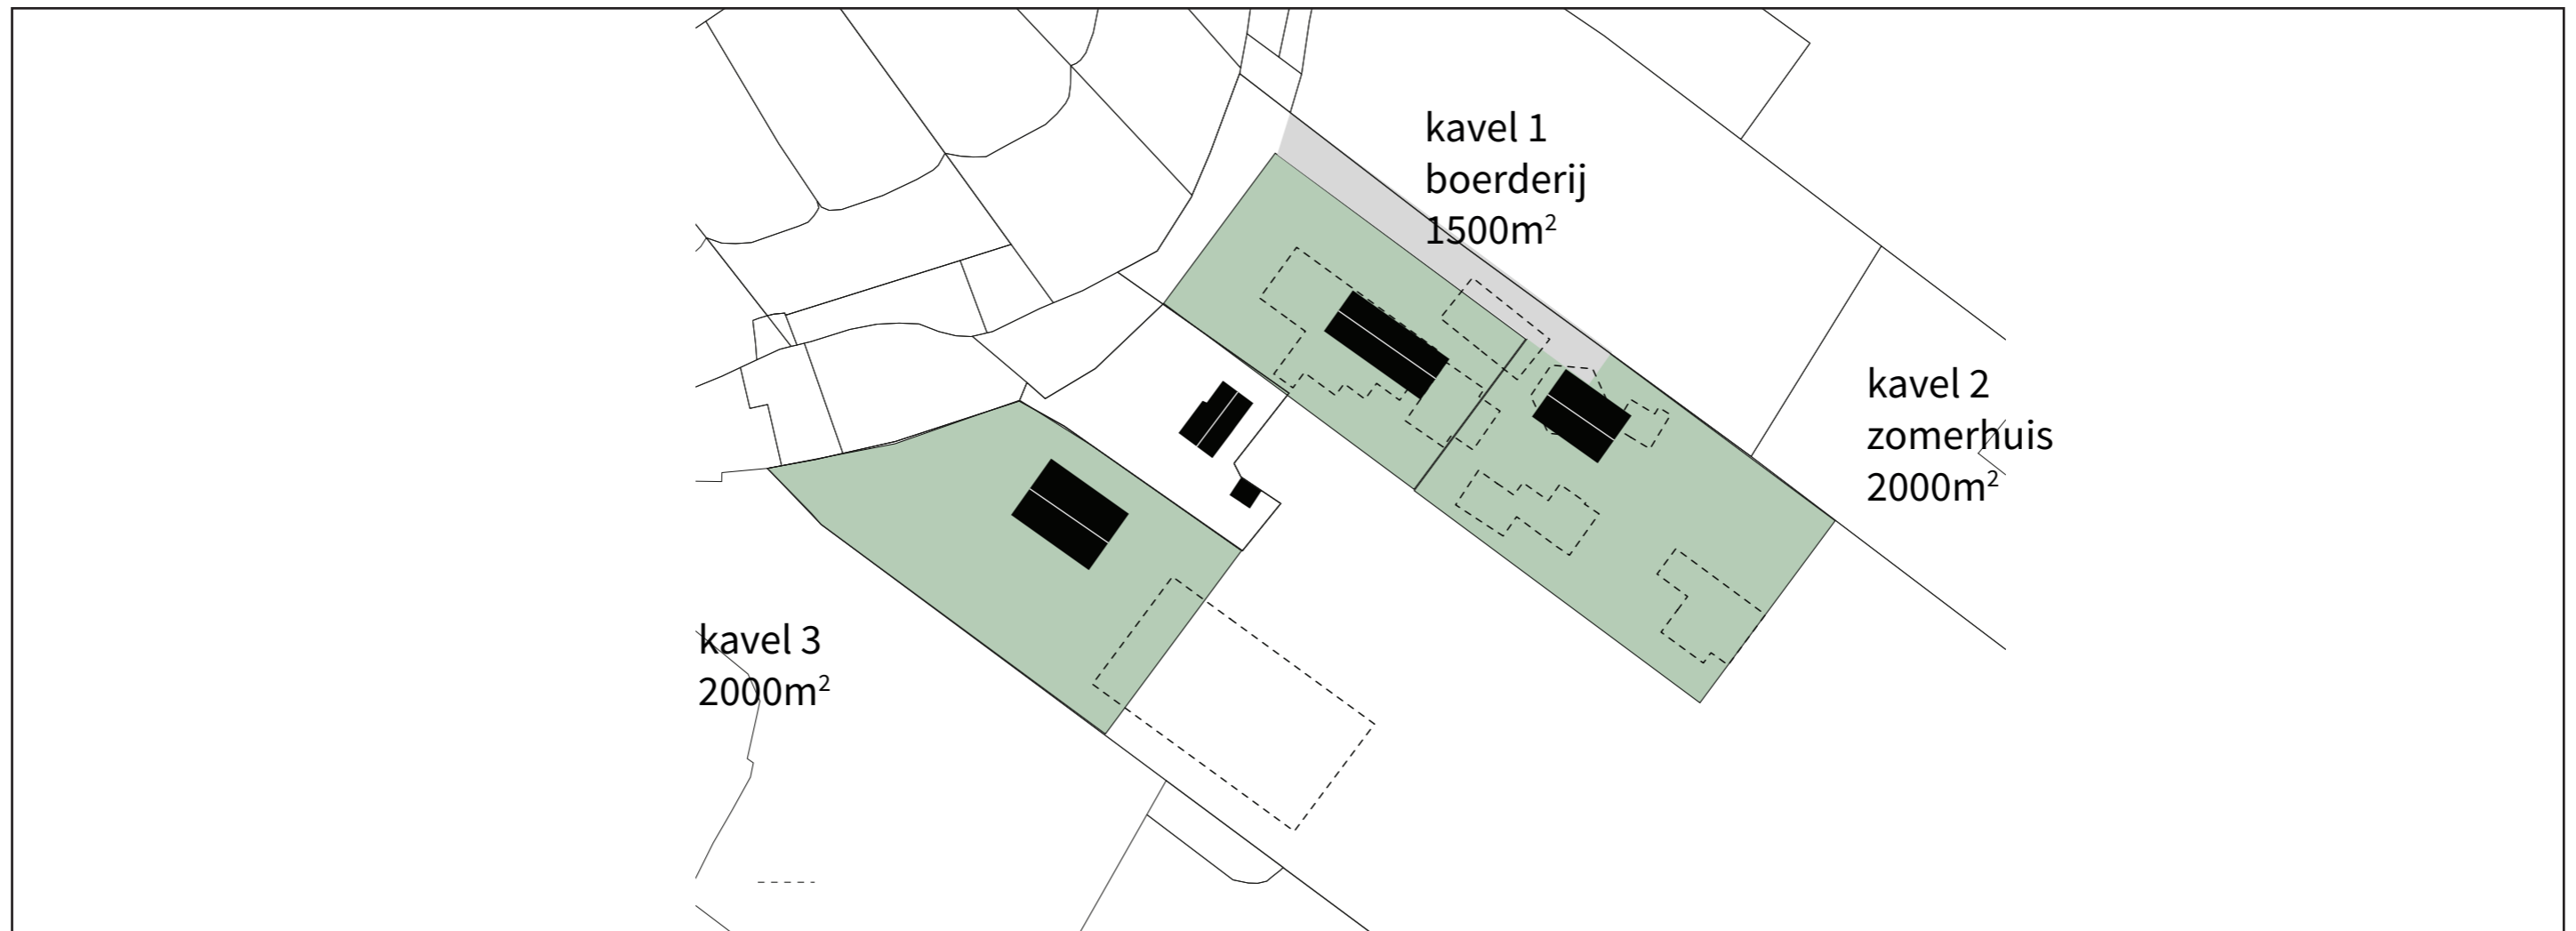 kavel 1
boerderij
1500m²
kavel 2
zomerhuis
2000m²
kavel 3
2000m²